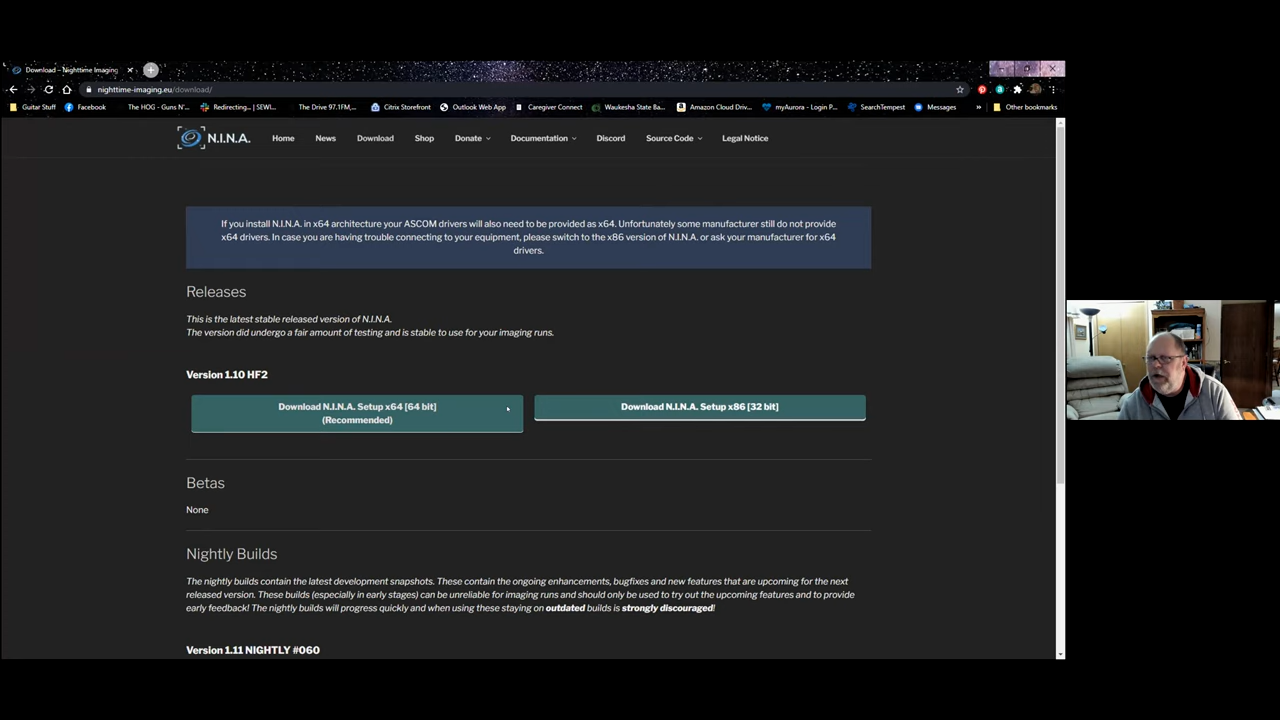 Download – Nighttime Imaging
nighttime-imaging.eu/download/
Guitar Stuff
Facebook
The HOG - Guns N'...
Redirecting... | SEWI...
The Drive 97.1FM,...
Citrix Storefront
Outlook Web App
Caregiver Connect
Waukesha State Ba...
Amazon Cloud Driv...
myAurora - Login P...
SearchTempest
Messages
»
Other bookmarks
N.I.N.A.
Home
News
Download
Shop
Donate
Documentation
Discord
Source Code
Legal Notice
If you install N.I.N.A. in x64 architecture your ASCOM drivers will also need to be provided as x64. Unfortunately some manufacturer still do not provide
x64 drivers. In case you are having trouble connecting to your equipment, please switch to the x86 version of N.I.N.A. or ask your manufacturer for x64
drivers.
Releases
This is the latest stable released version of N.I.N.A.
The version did undergo a fair amount of testing and is stable to use for your imaging runs.
Version 1.10 HF2
Download N.I.N.A. Setup x64 [64 bit]
(Recommended)
Download N.I.N.A. Setup x86 [32 bit]
Betas
None
Nightly Builds
The nightly builds contain the latest development snapshots. These contain the ongoing enhancements, bugfixes and new features that are upcoming for the next
released version. These builds (especially in early stages) can be unreliable for imaging runs and should only be used to try out the upcoming features and to provide
early feedback! The nightly builds will progress quickly and when using these staying on outdated builds is strongly discouraged!
Version 1.11 NIGHTLY #060